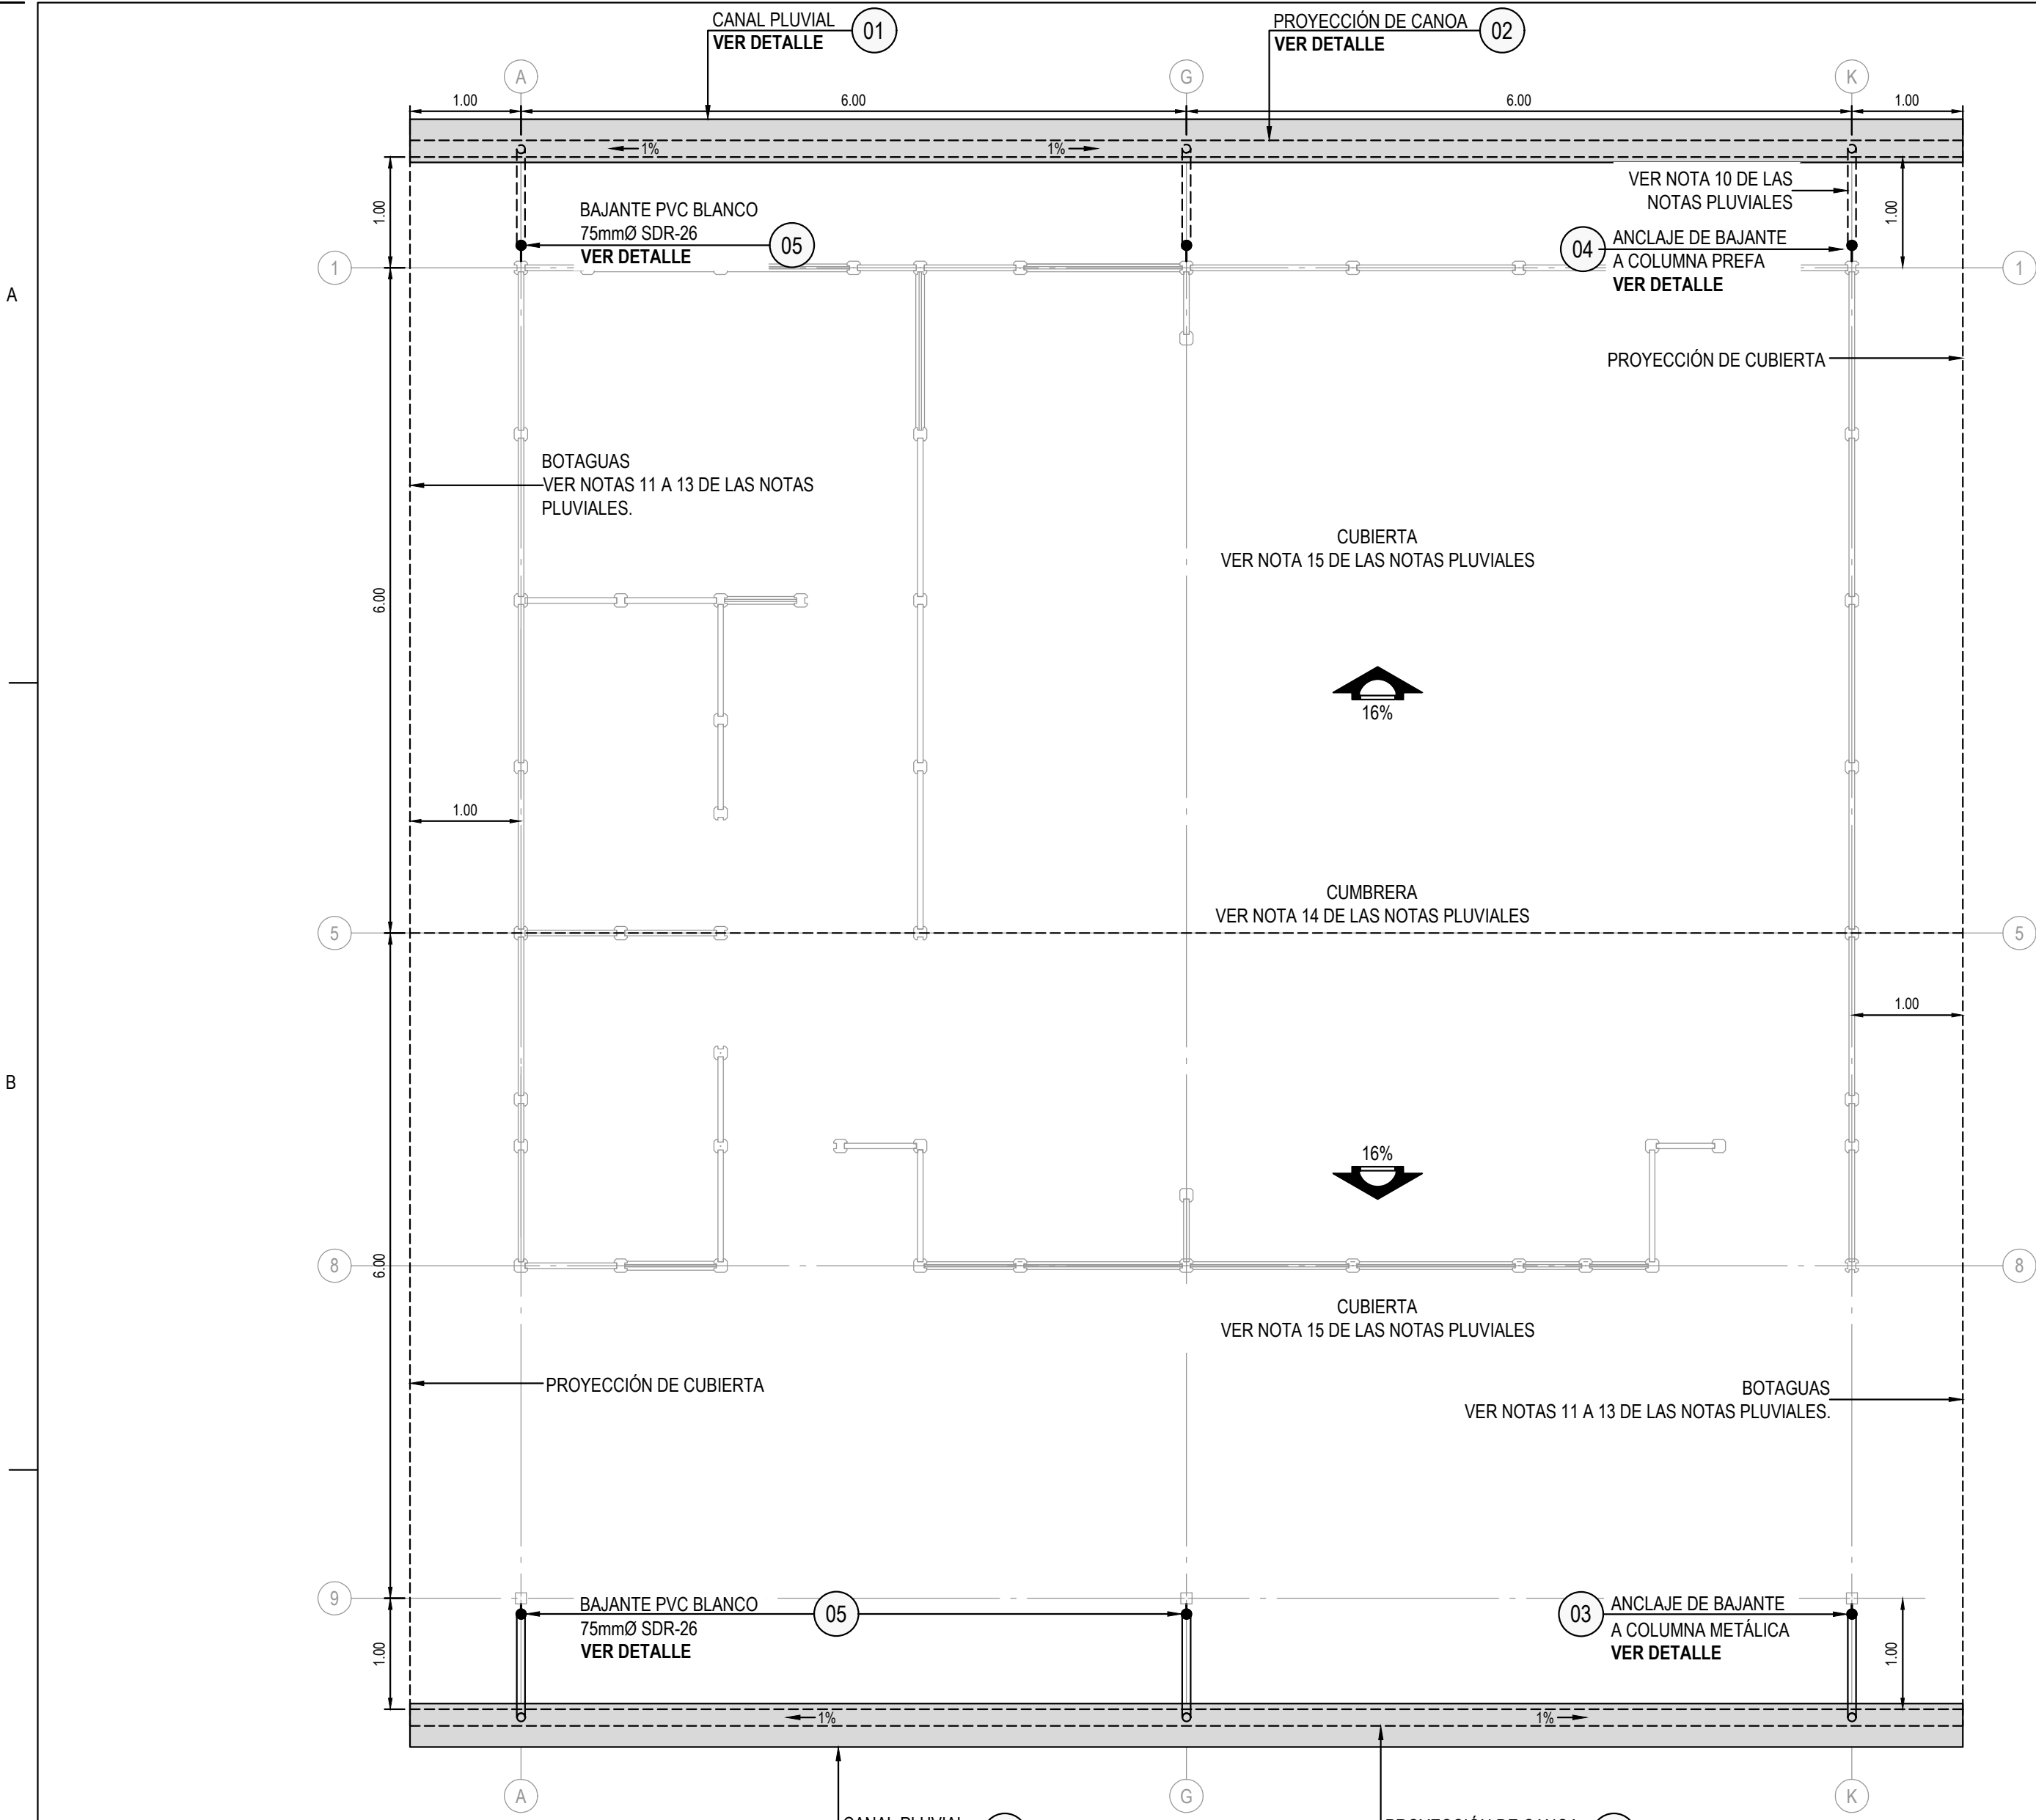 CANAL PLUVIAL
VER DETALLE
01
PROYECCIÓN DE CANOA
VER DETALLE
02
A
G
K
1.00
6.00
6.00
1.00
1%
1%
1.00
BAJANTE PVC BLANCO
75mmØ SDR-26
VER DETALLE
05
VER NOTA 10 DE LAS
NOTAS PLUVIALES
1.00
04
ANCLAJE DE BAJANTE
A COLUMNA PREFA
VER DETALLE
1
1
A
PROYECCIÓN DE CUBIERTA
BOTAGUAS
VER NOTAS 11 A 13 DE LAS NOTAS
PLUVIALES.
CUBIERTA
VER NOTA 15 DE LAS NOTAS PLUVIALES
6.00
16%
1.00
CUMBRERA
VER NOTA 14 DE LAS NOTAS PLUVIALES
5
5
1.00
B
16%
8
6.00
8
CUBIERTA
VER NOTA 15 DE LAS NOTAS PLUVIALES
PROYECCIÓN DE CUBIERTA
BOTAGUAS
VER NOTAS 11 A 13 DE LAS NOTAS PLUVIALES.
9
BAJANTE PVC BLANCO
75mmØ SDR-26
VER DETALLE
05
03
ANCLAJE DE BAJANTE
A COLUMNA METÁLICA
VER DETALLE
1.00
1.00
1%
1%
A
G
K
CANAL PLUVIAL
PROYECCIÓN DE CANOA